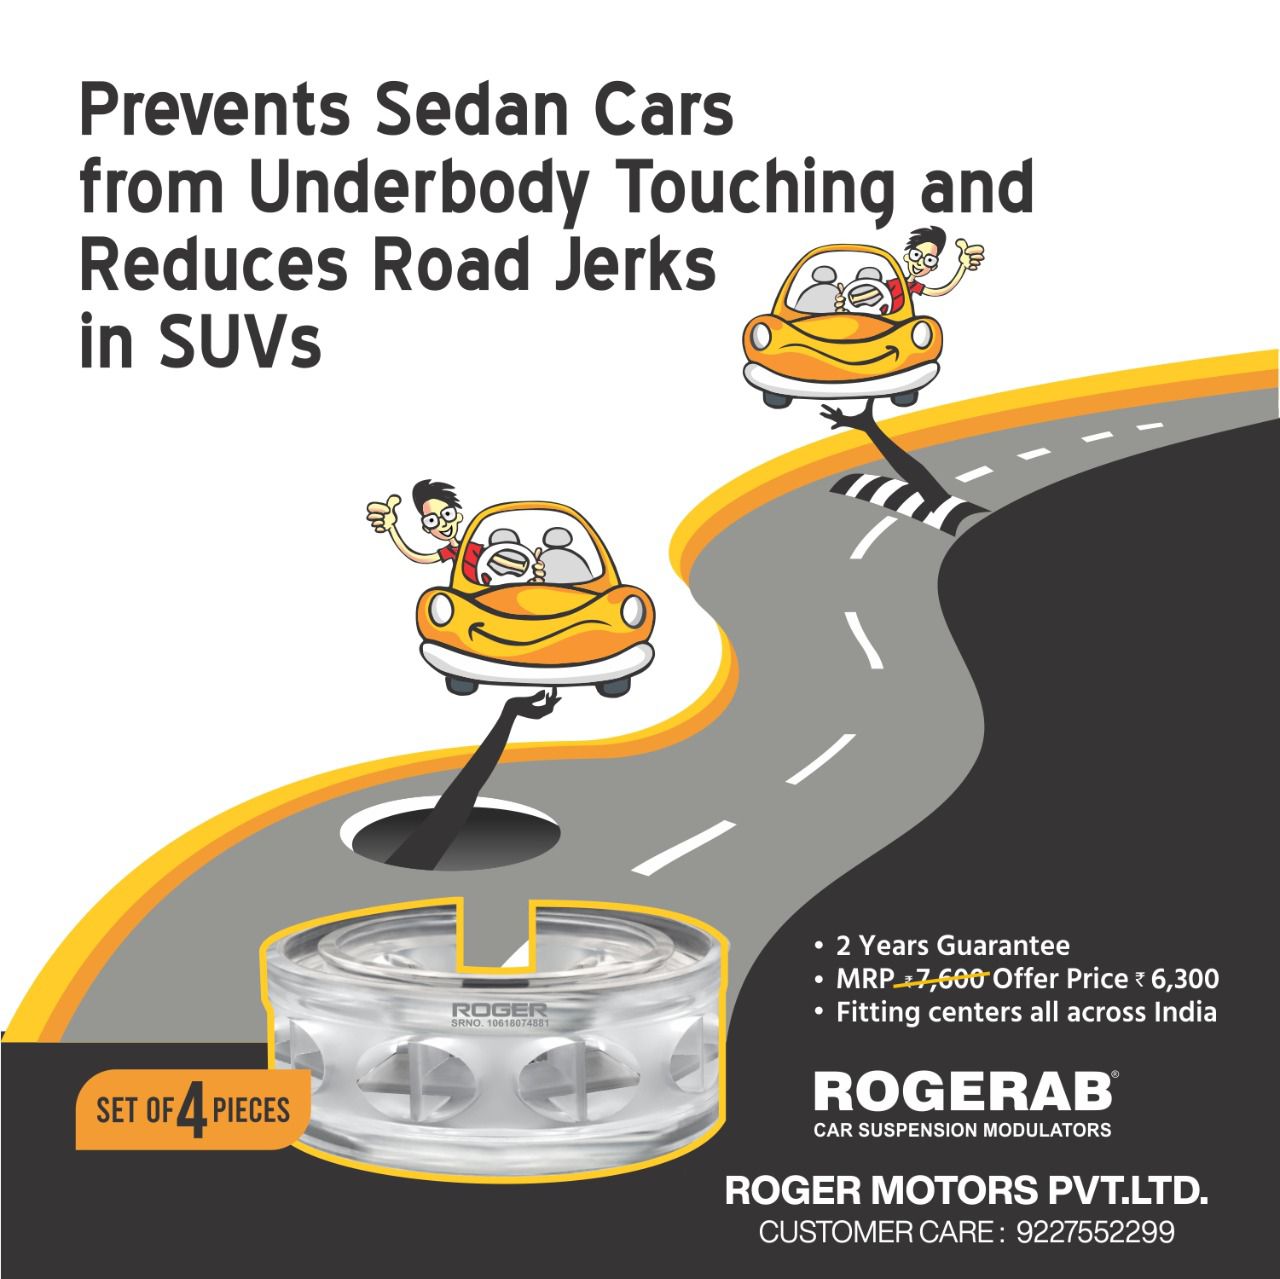 Prevents Sedan Cars
from Underbody Touching and
Reduces Road Jerks
in SUVs
• 2 Years Guarantee
• MRP ₹7,600 Offer Price ₹ 6,300
• Fitting centers all across India
ROGER
SRNO. 10618074881
SET OF 4 PIECES
ROGERAB®
CAR SUSPENSION MODULATORS
ROGER MOTORS PVT.LTD.
CUSTOMER CARE : 9227552299